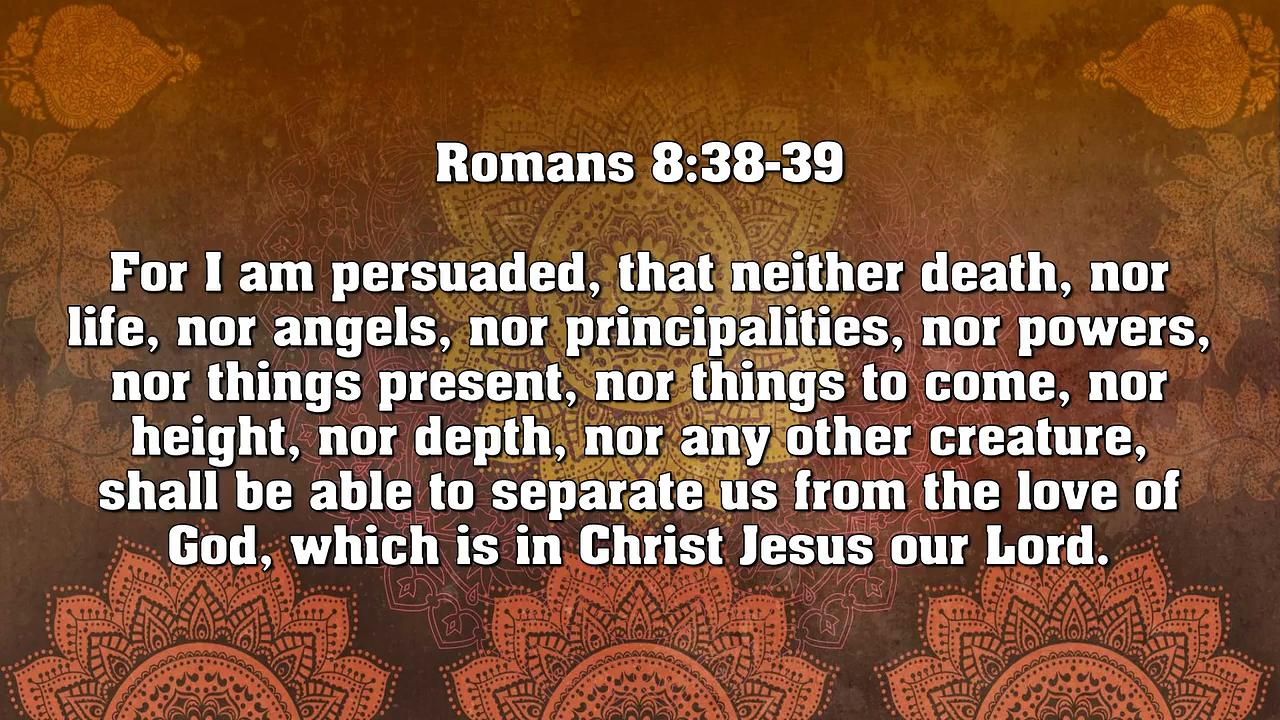 Romans 8:38-39
For I am persuaded, that neither death, nor
life, nor angels, nor principalities, nor powers,
nor things present, nor things to come, nor
height, nor depth, nor any other creature,
shall be able to separate us from the love of
God, which is in Christ Jesus our Lord.